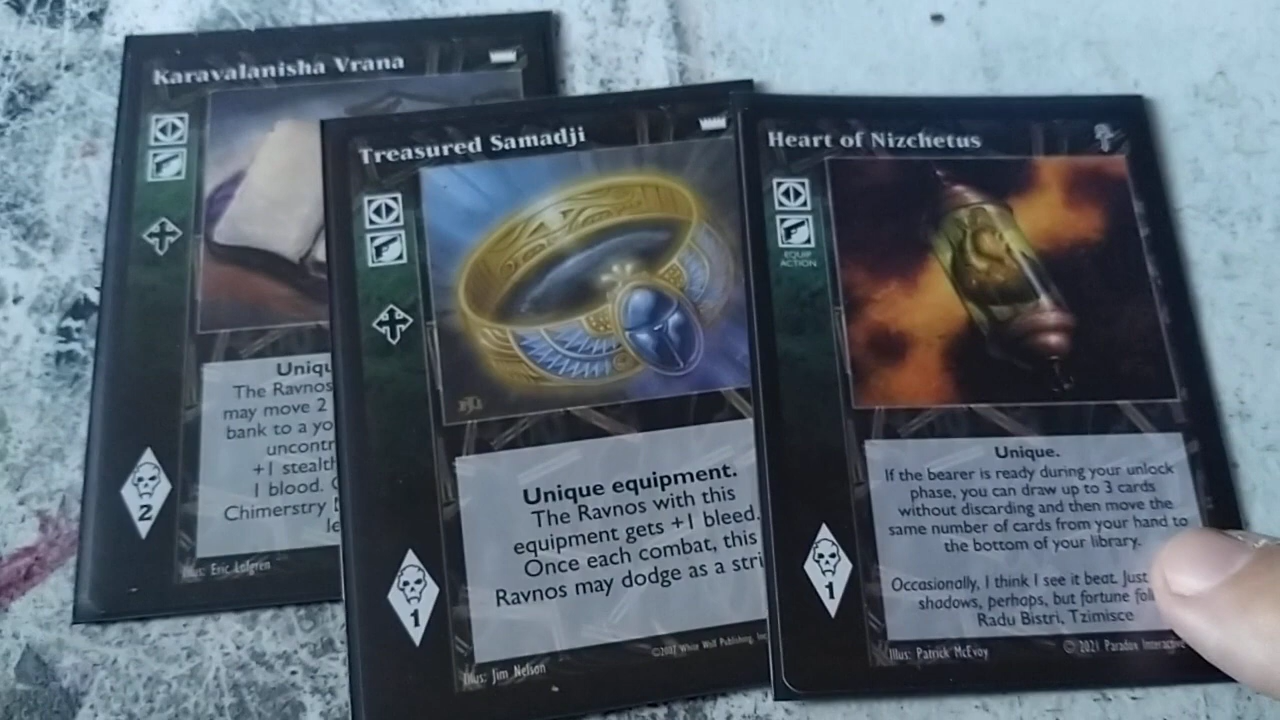 Karavalanisha Vrana
Uniqu
The Ravnos
may move 2
bank to a yo
uncontr
+1 stealth
1 blood.
Chimerstry
le
2
Illus: Eric Lofgren
Treasured Samadji
Unique equipment.
The Ravnos with this
equipment gets +1 bleed.
Once each combat, this
Ravnos may dodge as a stri
1
Illus: Jim Nelson
©2007 White Wolf Publishing, Inc
Heart of Nizchetus
EQUIP
ACTION
Unique.
If the bearer is ready during your unlock
phase, you can draw up to 3 cards
without discarding and then move the
same number of cards from your hand to
the bottom of your library.
Occasionally, I think I see it beat. Just
shadows, perhaps, but fortune fol
Radu Bistri, Tzimisce
1
Illus: Patrick McEvoy
© 2021 Paradox Interactive